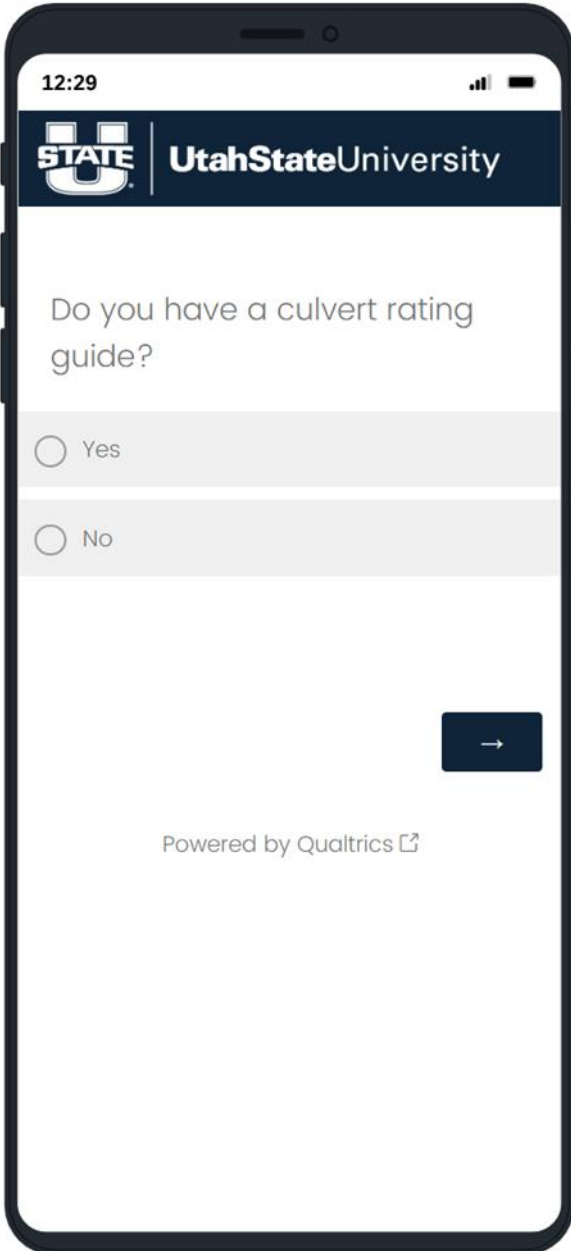 12:29
STATE
UtahStateUniversity
Do you have a culvert rating
guide?
Yes
No
→
Powered by Qualtrics